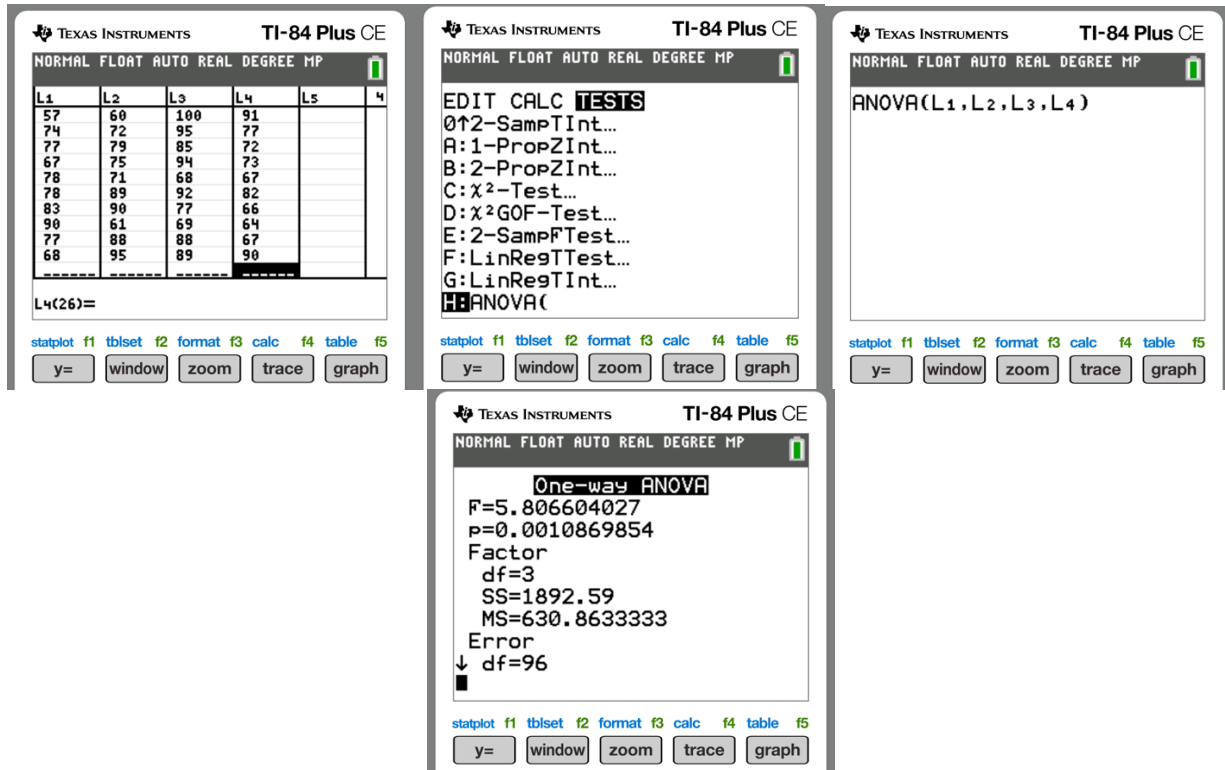 TEXAS INSTRUMENTS TI-84 Plus CE
NORMAL FLOAT AUTO REAL DEGREE MP
L1 L2 L3 L4 L5 4
57 60 100 91
74 72 95 77
77 79 85 72
67 75 94 73
78 71 68 67
78 89 92 82
83 90 77 66
90 61 69 64
77 88 88 67
68 95 89 90
------ ------ ------ ------
L4(26)=
statplot f1 tblset f2 format f3 calc f4 table f5
y= window zoom trace graph
TEXAS INSTRUMENTS TI-84 Plus CE
NORMAL FLOAT AUTO REAL DEGREE MP
EDIT CALC TESTS
0↑2-SampTInt…
A:1-PropZInt…
B:2-PropZInt…
C:χ²-Test…
D:χ²GOF-Test…
E:2-SampFTest…
F:LinRegTTest…
G:LinRegTInt…
H:ANOVA(
statplot f1 tblset f2 format f3 calc f4 table f5
y= window zoom trace graph
TEXAS INSTRUMENTS TI-84 Plus CE
NORMAL FLOAT AUTO REAL DEGREE MP
ANOVA(L1,L2,L3,L4)
statplot f1 tblset f2 format f3 calc f4 table f5
y= window zoom trace graph
TEXAS INSTRUMENTS TI-84 Plus CE
NORMAL FLOAT AUTO REAL DEGREE MP
One-way ANOVA
F=5.806604027
p=0.0010869854
Factor
df=3
SS=1892.59
MS=630.8633333
Error
↓ df=96
statplot f1 tblset f2 format f3 calc f4 table f5
y= window zoom trace graph